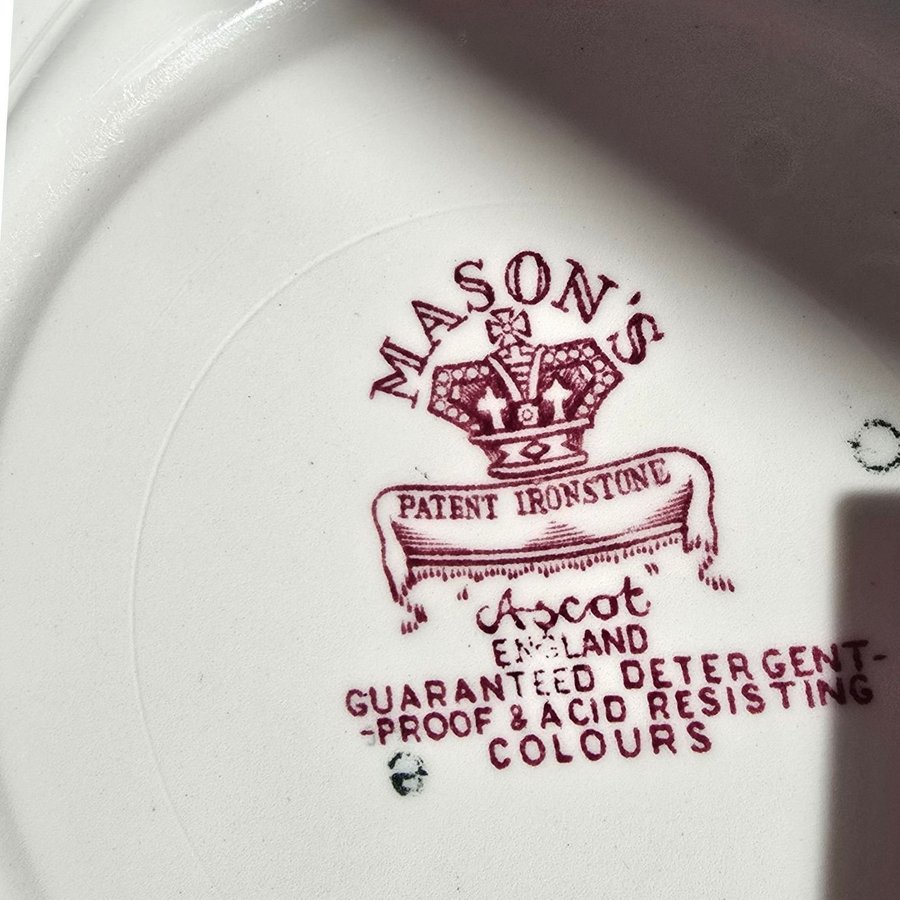 MASON'S
PATENT IRONSTONE
"Ascot"
ENGLAND
GUARANTEED DETERGENT-
-PROOF & ACID RESISTING
COLOURS